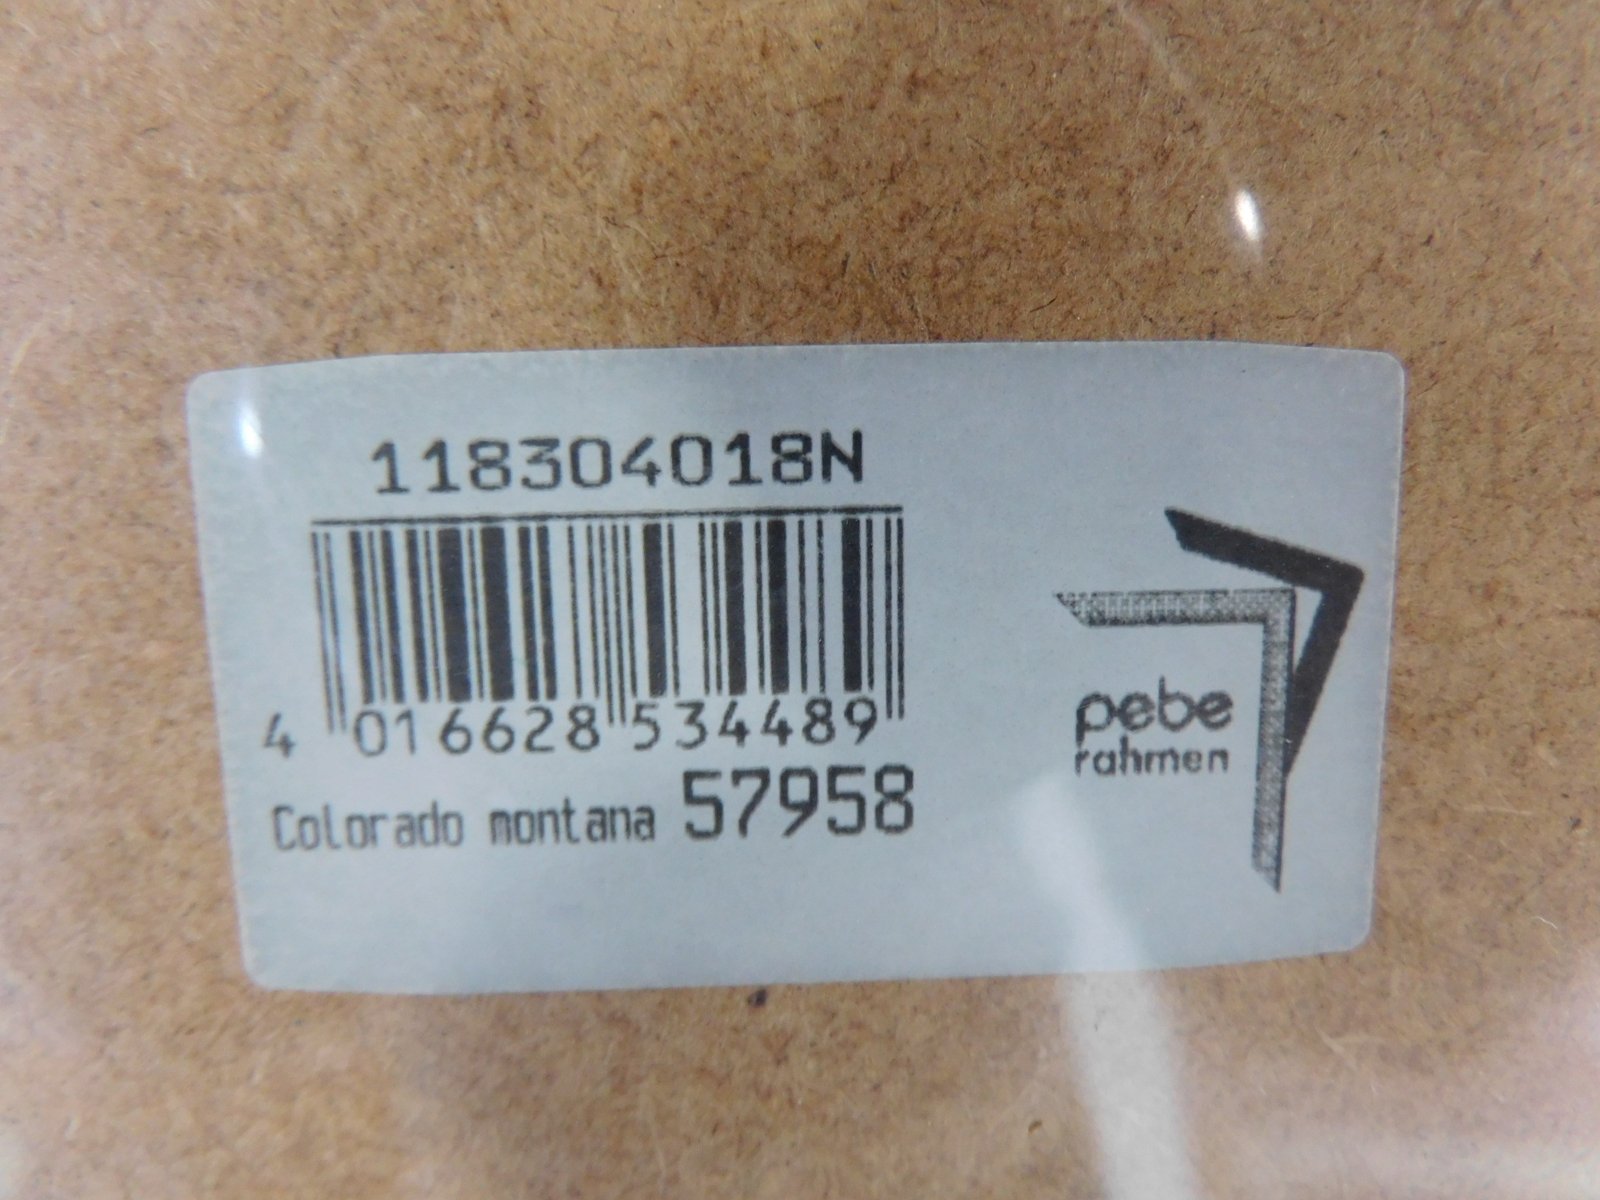 118304018N
4 016628 534489
Colorado montana 57958
pebe
rahmen